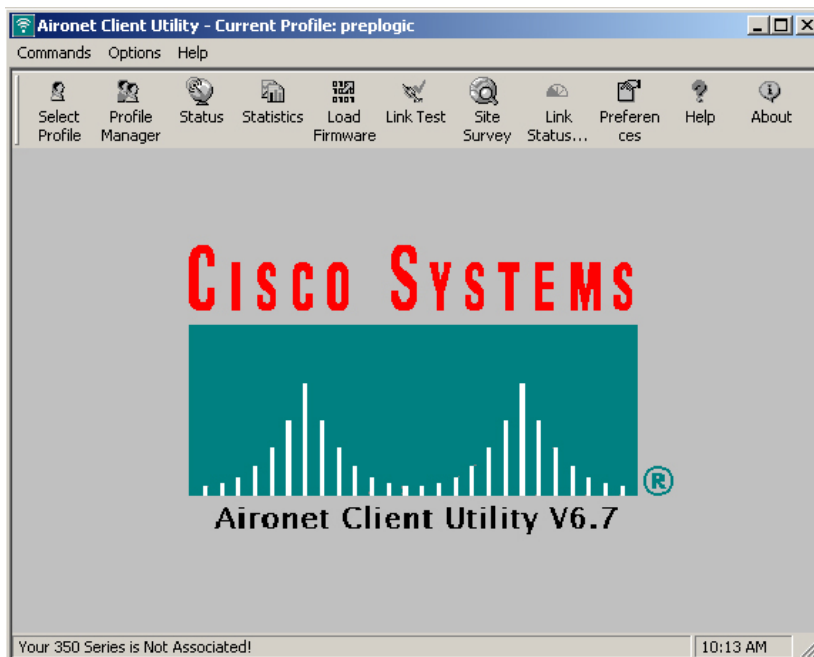 Aironet Client Utility - Current Profile: preplogic
Commands Options Help
Select Profile
Profile Manager
Status
Statistics
Load Firmware
Link Test
Site Survey
Link Status...
Preferen ces
Help
About
CISCO SYSTEMS
®
Aironet Client Utility V6.7
Your 350 Series is Not Associated!
10:13 AM